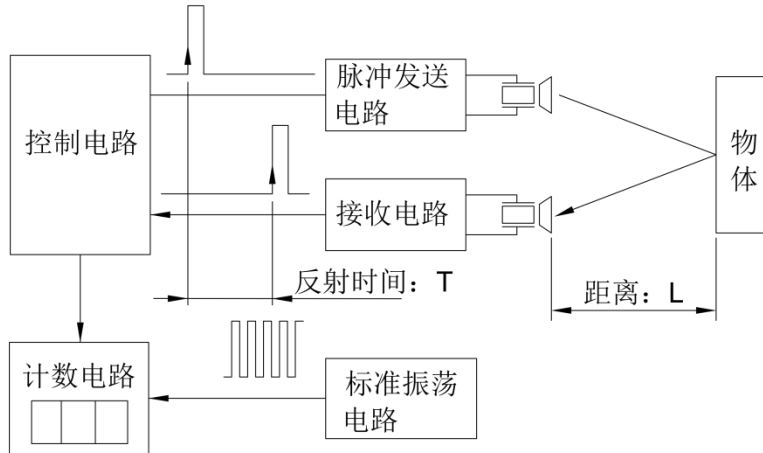 脉冲发送
电路
控制电路
物
体
接收电路
反射时间：T
距离：L
计数电路
标准振荡
电路